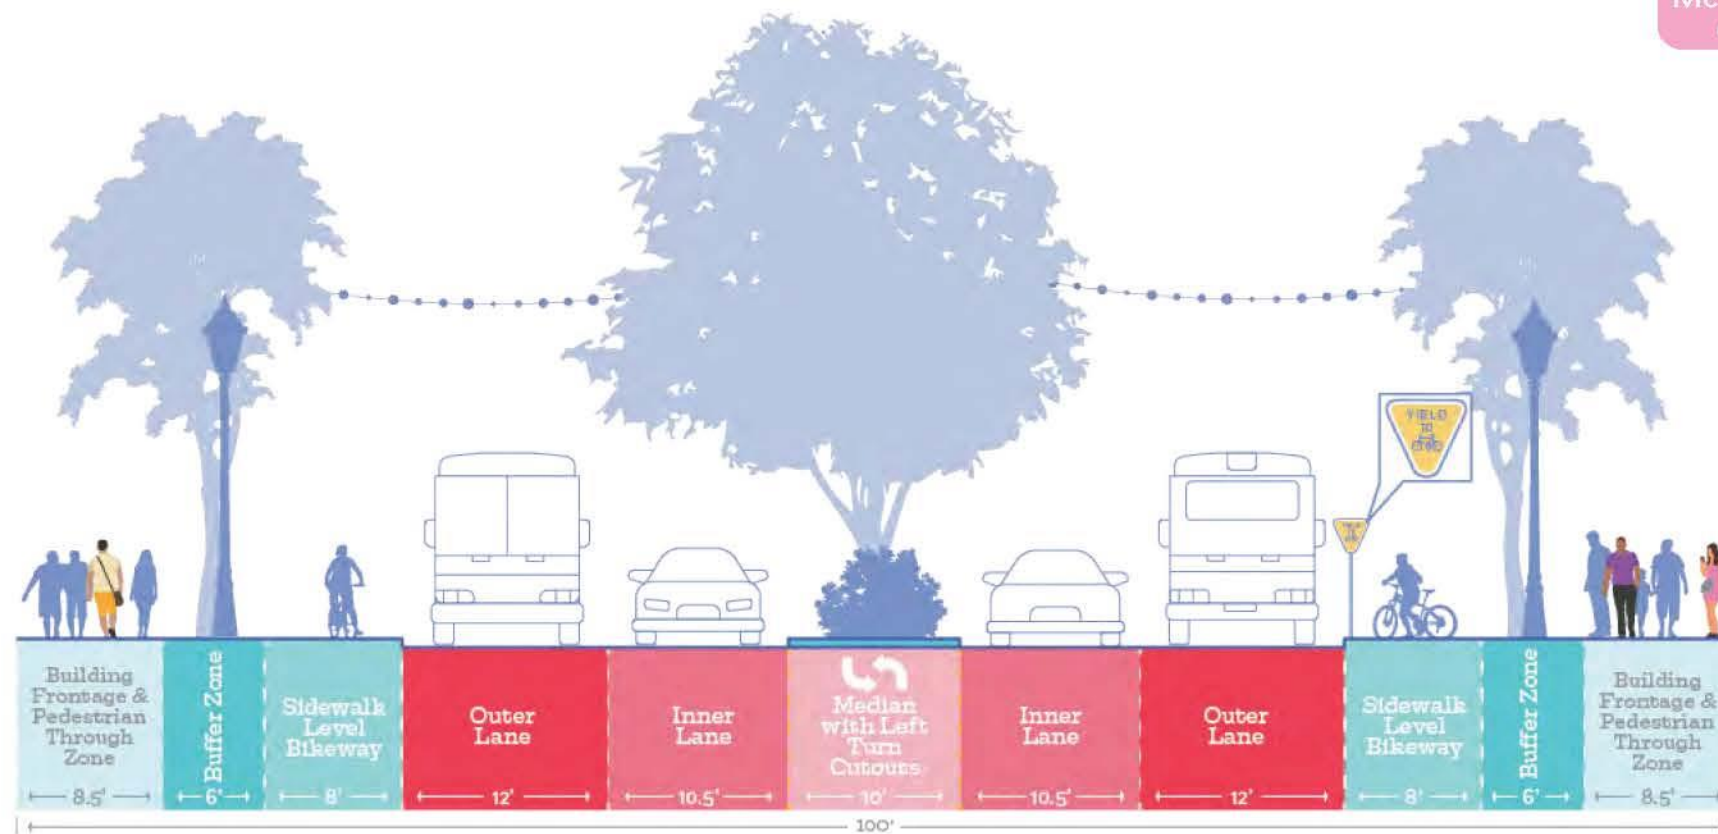 YIELD
TO
Building
Frontage &
Pedestrian
Through
Zone
8.5'
Buffer Zone
6'
Sidewalk
Level
Bikeway
8'
Outer
Lane
12'
Inner
Lane
10.5'
Median
with Left
Turn
Cutouts
10'
Inner
Lane
10.5'
Outer
Lane
12'
Sidewalk
Level
Bikeway
8'
Buffer Zone
6'
Building
Frontage &
Pedestrian
Through
Zone
8.5'
100'